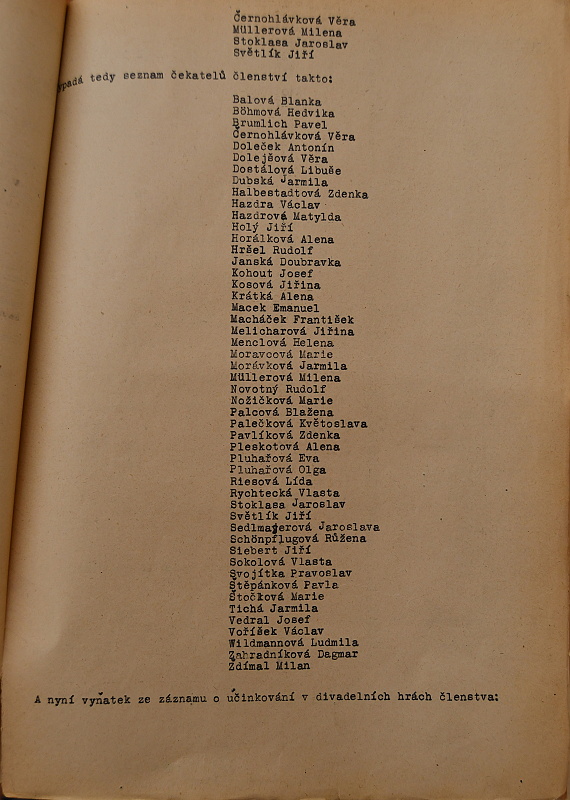 Černohlávková Věra
Müllerová Milena
Stoklasa Jaroslav
Světlík Jiří
ypadá tedy seznam čekatelů členství takto:
Balová Blanka
Böhmová Hedvika
Brumlich Pavel
Černohlávková Věra
Doleček Antonín
Dolejšová Věra
Dostálová Libuše
Dubská Jarmila
Halbestadtová Zdenka
Hazdra Václav
Hazdrová Matylda
Holý Jiří
Horálková Alena
Hršel Rudolf
Janská Doubravka
Kohout Josef
Kosová Jiřina
Krátká Alena
Macek Emanuel
Macháček František
Melicharová Jiřina
Menclová Helena
Moravcová Marie
Morávková Jarmila
Müllerová Milena
Novotný Rudolf
Nožičková Marie
Palcová Blažena
Palečková Květoslava
Pavlíková Zdenka
Pleskotová Alena
Pluhařová Eva
Pluhařová Olga
Riesová Lída
Rychtecká Vlasta
Stoklasa Jaroslav
Světlík Jiří
Sedlmajerová Jaroslava
Schönpflugová Růžena
Siebert Jiří
Sokolová Vlasta
Svojítka Pravoslav
Štěpánková Pavla
Štočková Marie
Tichá Jarmila
Vedral Josef
Voříšek Václav
Wildmannová Ludmila
Zahradníková Dagmar
Zdímal Milan
A nyní vyňatek ze záznamu o účinkování v divadelních hrách členstva: